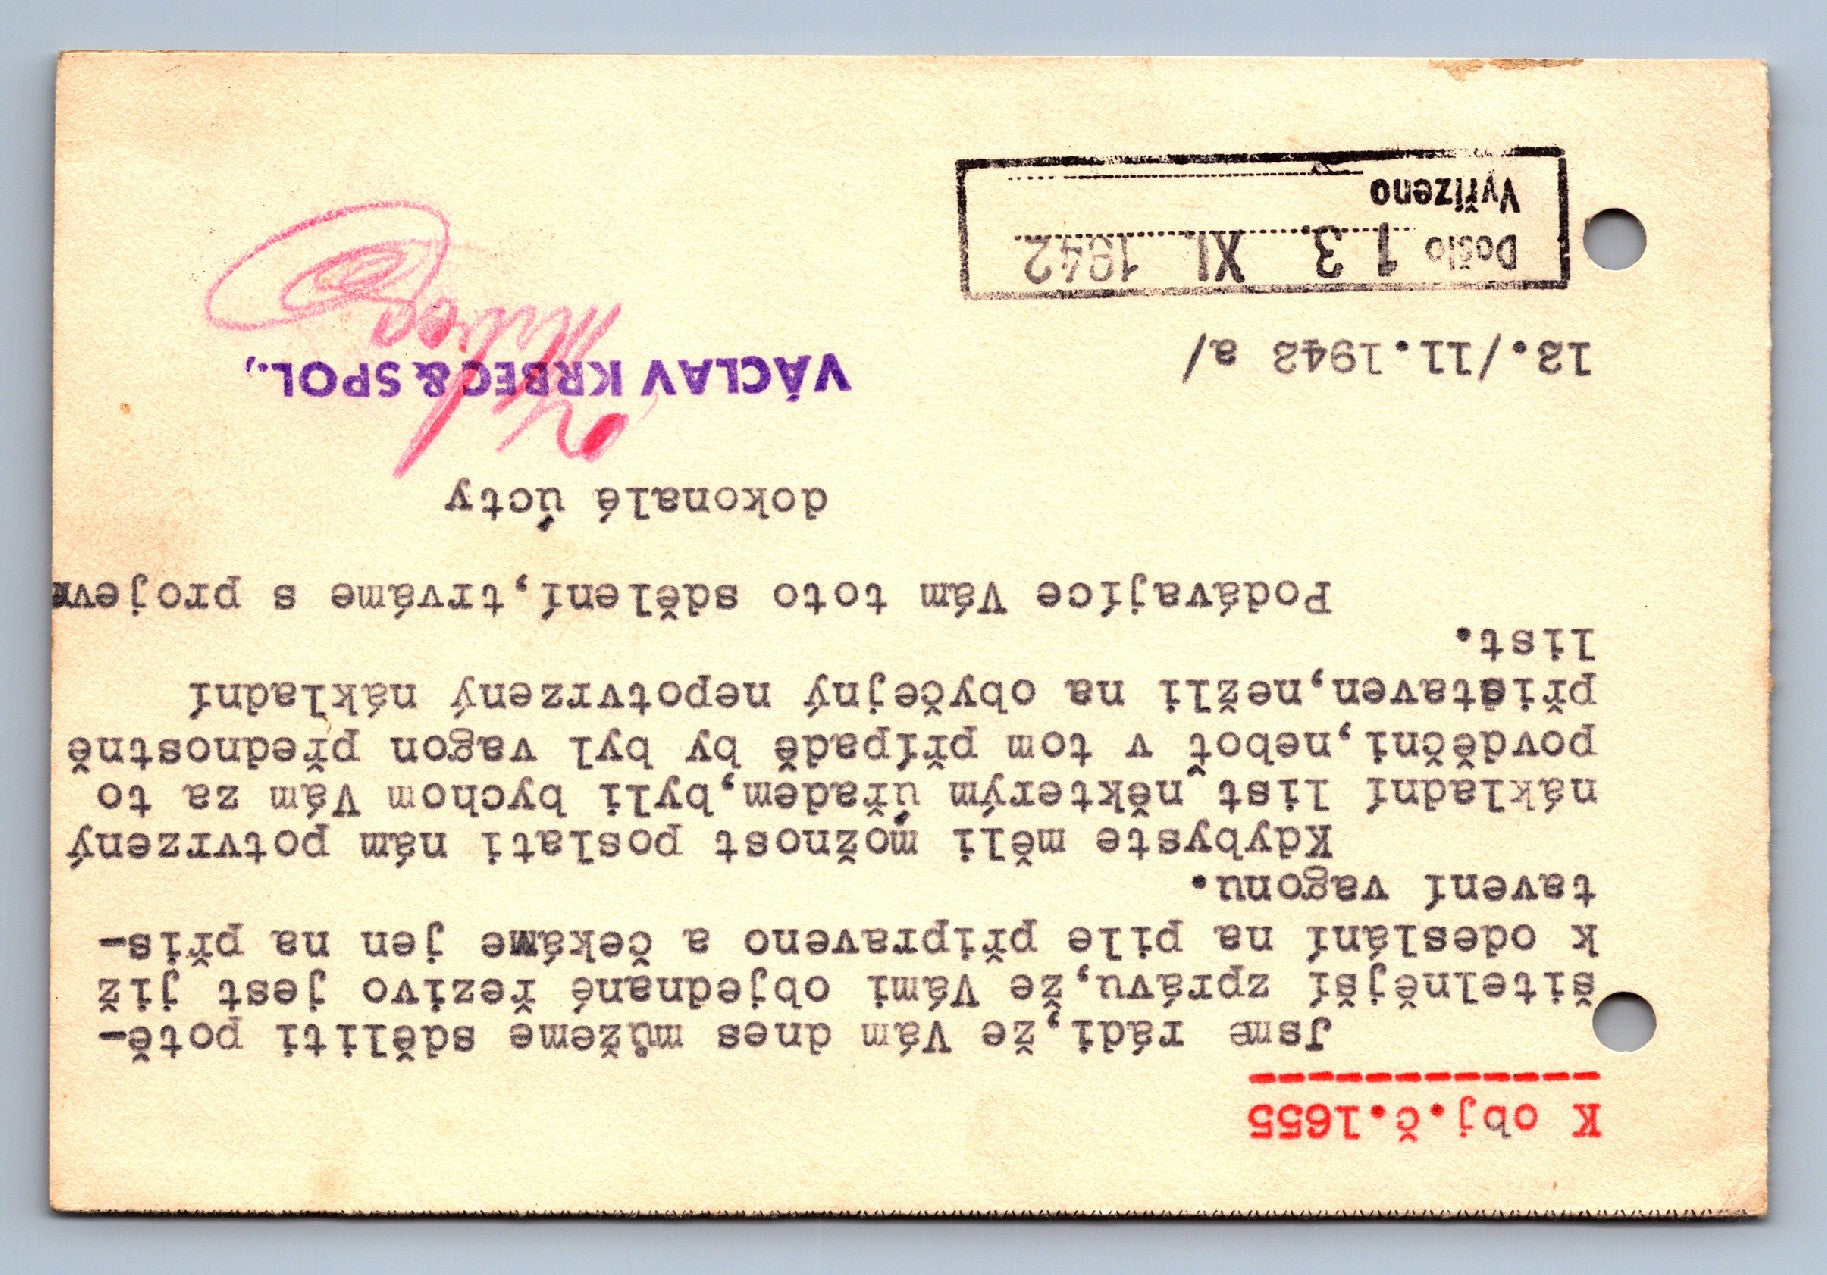 K obj.č.1655
Jsme rádi,že Vám dnes můžeme sděliti potě-
šitelnější zprávu,že Vámi objednané řezivo jest již
k odeslání na pile připraveno a čekáme jen na přis-
tavení vagonu.
Kdybyste měli možnost poslati nám potvrzený
nákladní list některým úřadem,byli bychom Vám za to
povděčni,neboť v tom případě by byl vagon přednostně
přistaven,nežli na obyčejný nepotvrzený nákladní
list.
Podávajíce Vám toto sdělení,trváme s projevem
dokonalé úcty
12./11.1942 a/
VÁCLAV KRBEC & SPOL.,
Došlo 13. XI. 1942
Vyřízeno